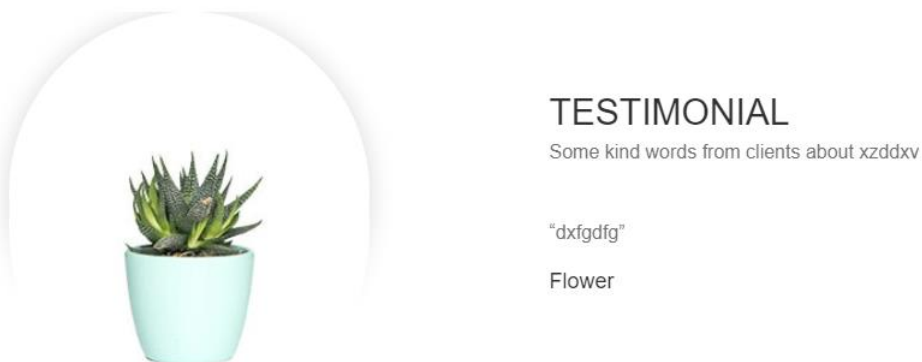 TESTIMONIAL
Some kind words from clients about xzddxv
“dxfgdfg”
Flower